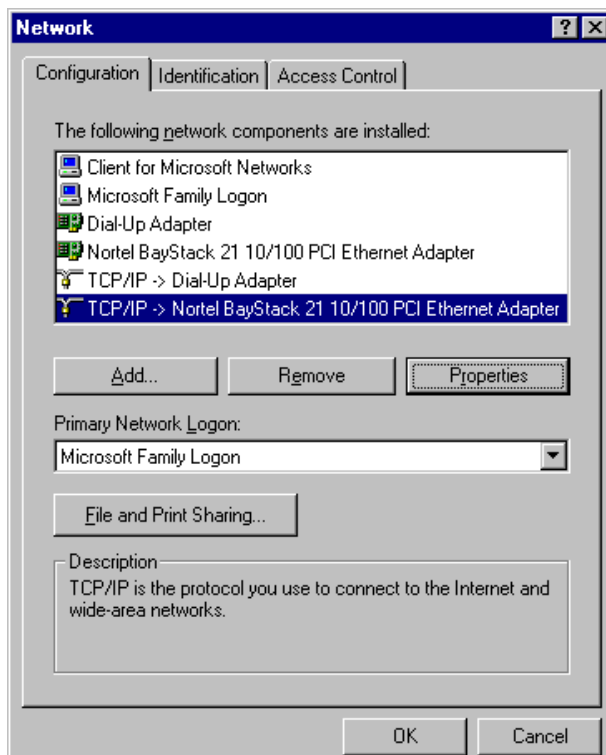 Network
Configuration Identification Access Control
The following network components are installed:
Client for Microsoft Networks
Microsoft Family Logon
Dial-Up Adapter
Nortel BayStack 21 10/100 PCI Ethernet Adapter
TCP/IP -> Dial-Up Adapter
TCP/IP -> Nortel BayStack 21 10/100 PCI Ethernet Adapter
Add... Remove Properties
Primary Network Logon:
Microsoft Family Logon
File and Print Sharing...
Description
TCP/IP is the protocol you use to connect to the Internet and
wide-area networks.
OK Cancel